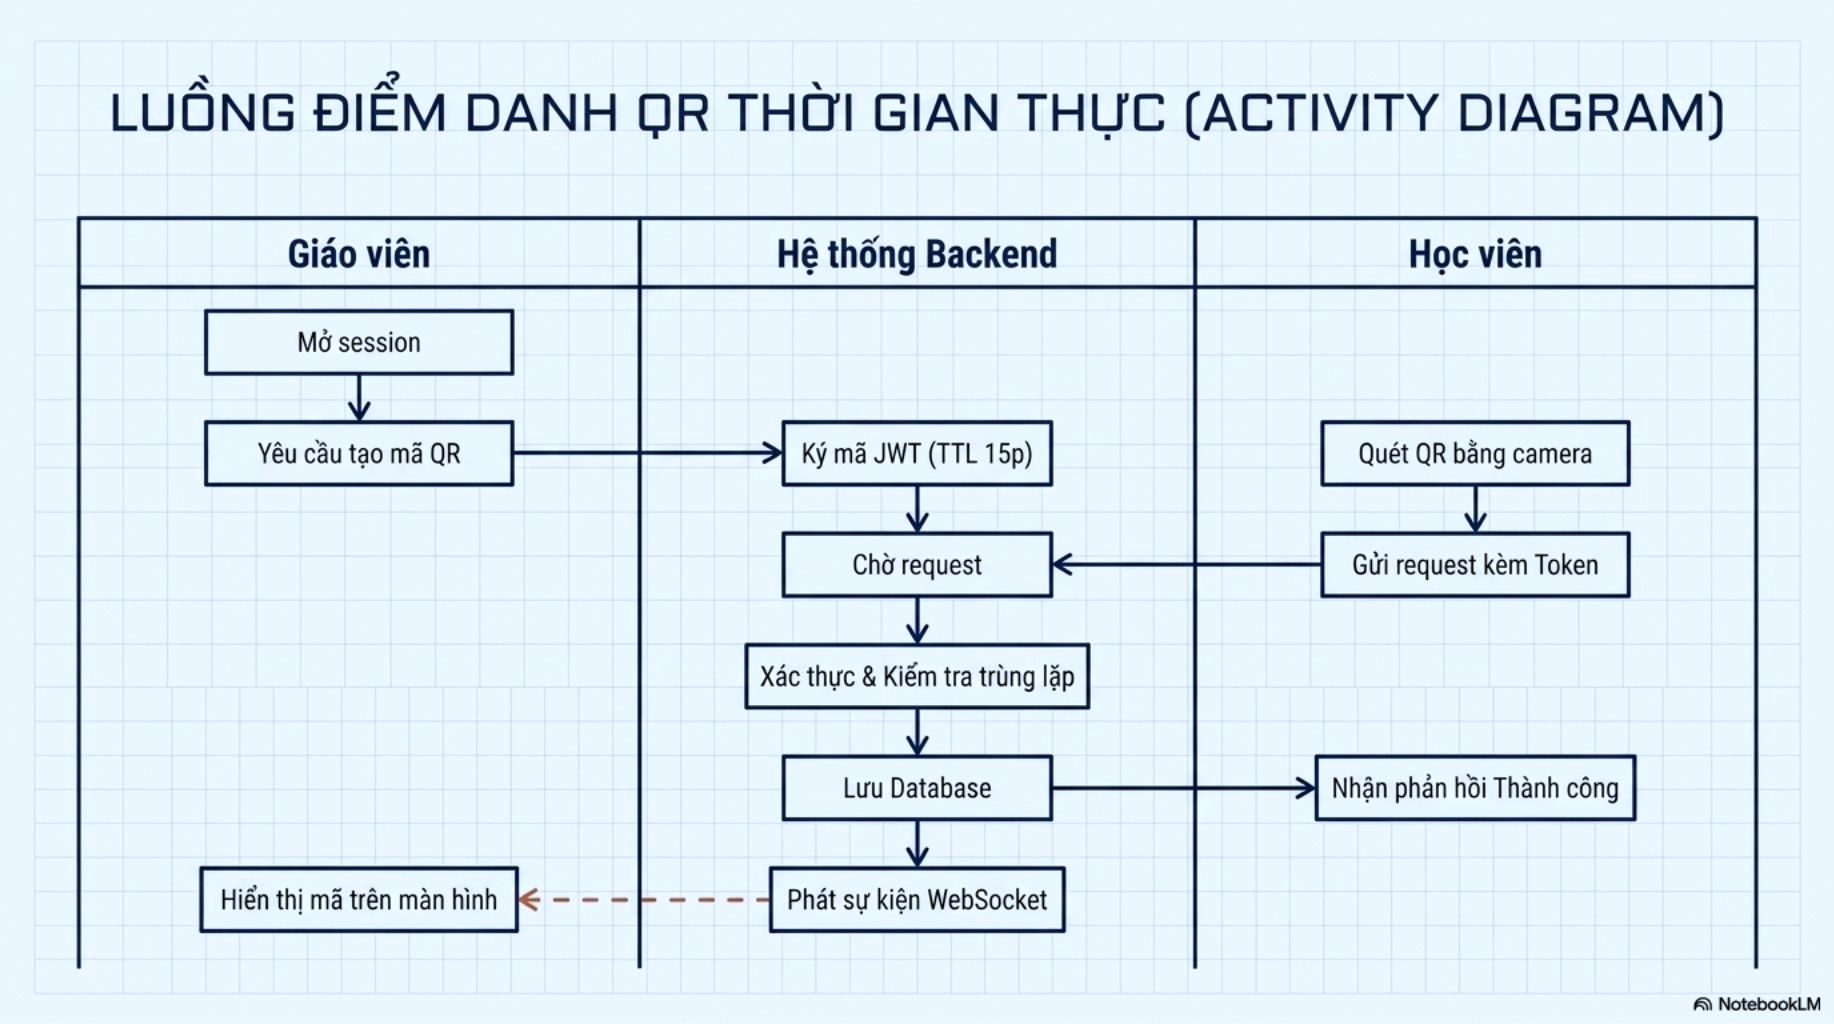 LUỒNG ĐIỂM DANH QR THỜI GIAN THỰC (ACTIVITY DIAGRAM)
Giáo viên
Hệ thống Backend
Học viên
Mở session
Yêu cầu tạo mã QR
Ký mã JWT (TTL 15p)
Quét QR bằng camera
Chờ request
Gửi request kèm Token
Xác thực & Kiểm tra trùng lặp
Lưu Database
Nhận phản hồi Thành công
Hiển thị mã trên màn hình
Phát sự kiện WebSocket
NotebookLM